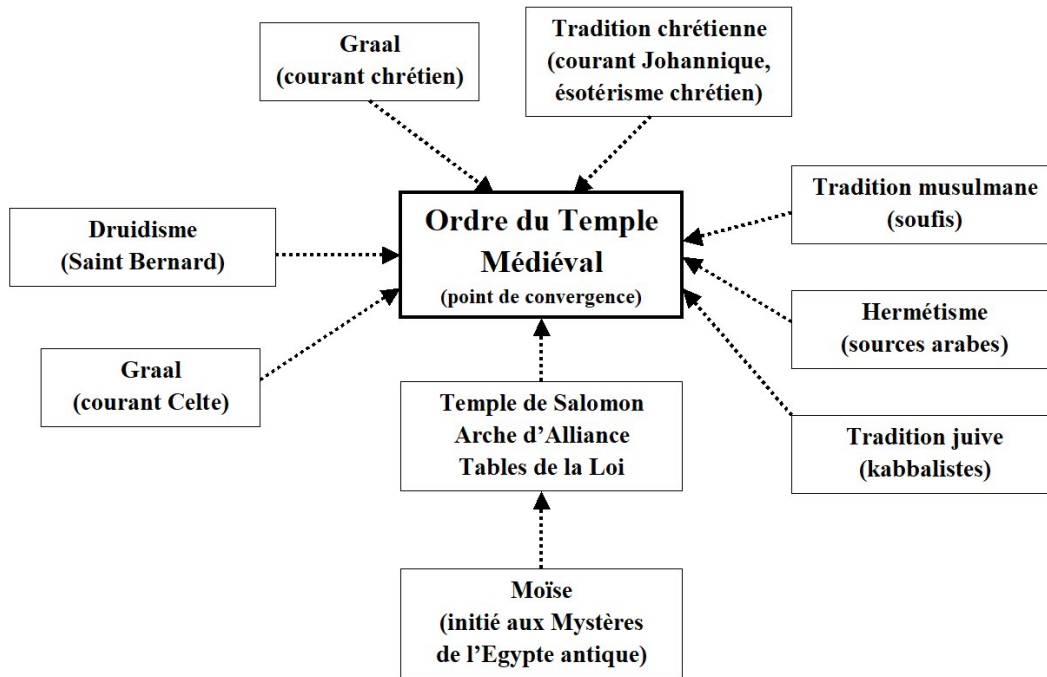 Graal
(courant chrétien)
Tradition chrétienne
(courant Johannique,
ésotérisme chrétien)
Ordre du Temple
Médiéval
(point de convergence)
Tradition musulmane
(soufis)
Druidisme
(Saint Bernard)
Hermétisme
(sources arabes)
Graal
(courant Celte)
Temple de Salomon
Arche d’Alliance
Tables de la Loi
Tradition juive
(kabbalistes)
Moïse
(initié aux Mystères
de l’Egypte antique)